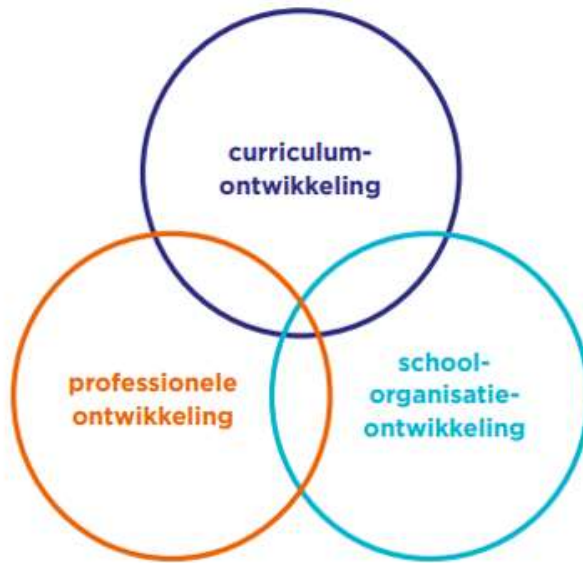 curriculum-
ontwikkeling
professionele
ontwikkeling
school-
organisatie-
ontwikkeling